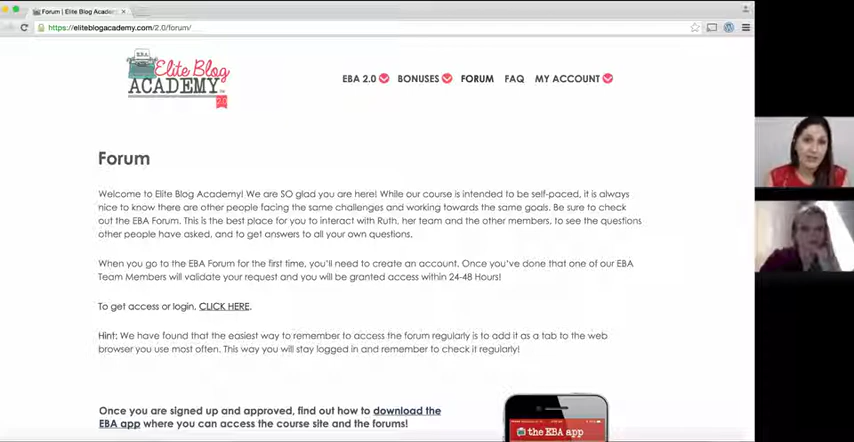 Forum | Elite Blog Academy
https://eliteblogacademy.com/2.0/forum/
EBA
Elite Blog
ACADEMY
2.0
EBA 2.0 BONUSES FORUM FAQ MY ACCOUNT
Forum
Welcome to Elite Blog Academy! We are SO glad you are here! While our course is intended to be self-paced, it is always
nice to know there are other people facing the same challenges and working towards the same goals. Be sure to check
out the EBA Forum. This is the best place for you to interact with Ruth, her team and the other members, to see the questions
other people have asked, and to get answers to all your own questions.
When you go to the EBA Forum for the first time, you'll need to create an account. Once you've done that one of our EBA
Team Members will validate your request and you will be granted access within 24-48 Hours!
To get access or login, CLICK HERE.
Hint: We have found that the easiest way to remember to access the forum regularly is to add it as a tab to the web
browser you use most often. This way you will stay logged in and remember to check it regularly!
Once you are signed up and approved, find out how to download the
EBA app where you can access the course site and the forums!
the EBA app